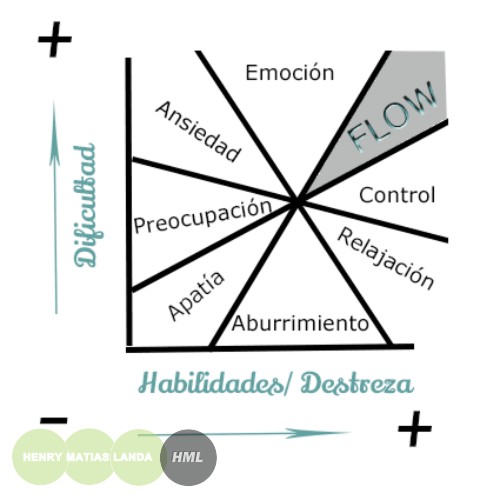 +
Emoción
FLOW
Ansiedad
Control
Preocupación
Relajación
Apatía
Aburrimiento
Dificultad
Habilidades/ Destreza
-
+
HENRY MATIAS LANDA HML